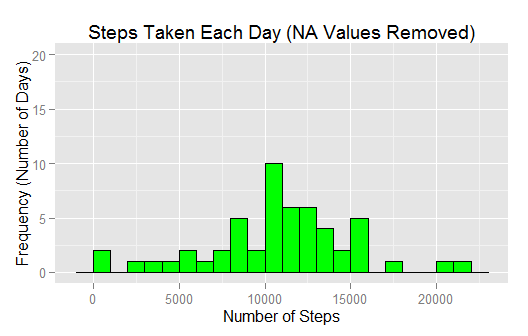 Steps Taken Each Day (NA Values Removed)
Frequency (Number of Days)
20
15
10
5
0
0 5000 10000 15000 20000
Number of Steps